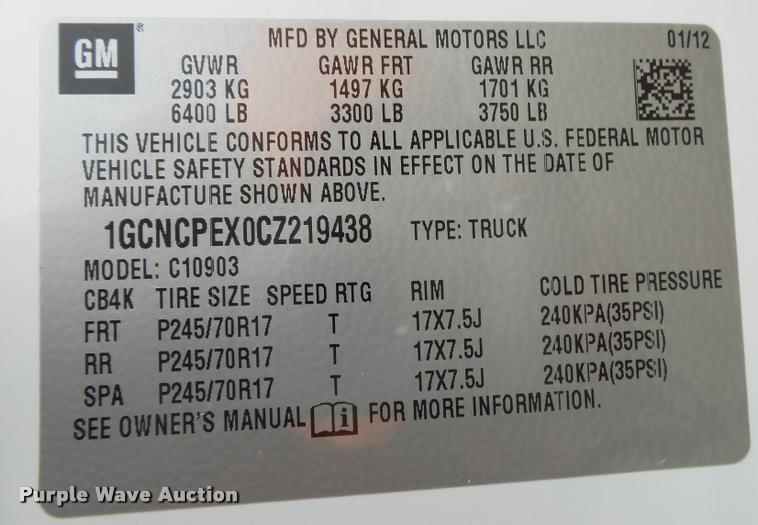 GM ®
MFD BY GENERAL MOTORS LLC 01/12
GVWR GAWR FRT GAWR RR
2903 KG 1497 KG 1701 KG
6400 LB 3300 LB 3750 LB
THIS VEHICLE CONFORMS TO ALL APPLICABLE U.S. FEDERAL MOTOR
VEHICLE SAFETY STANDARDS IN EFFECT ON THE DATE OF
MANUFACTURE SHOWN ABOVE.
1GCNCPEX0CZ219438 TYPE: TRUCK
MODEL: C10903
CB4K TIRE SIZE SPEED RTG RIM COLD TIRE PRESSURE
FRT P245/70R17 T 17X7.5J 240KPA(35PSI)
RR P245/70R17 T 17X7.5J 240KPA(35PSI)
SPA P245/70R17 T 17X7.5J 240KPA(35PSI)
SEE OWNER'S MANUAL i FOR MORE INFORMATION.
Purple Wave Auction